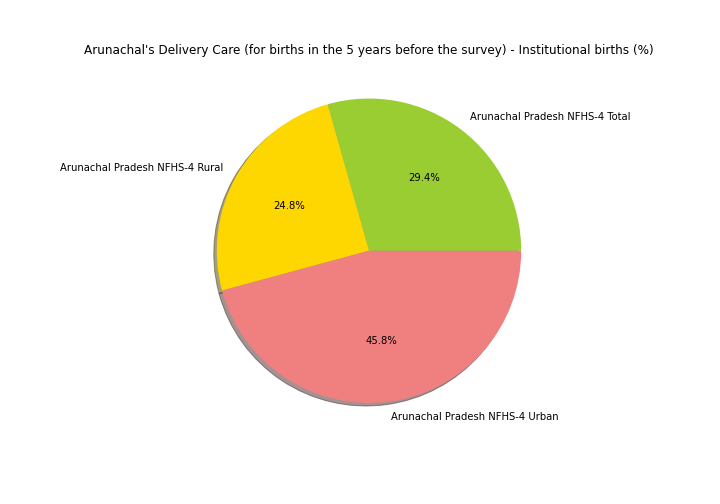 Arunachal's Delivery Care (for births in the 5 years before the survey) - Institutional births (%)
Arunachal Pradesh NFHS-4 Total
Arunachal Pradesh NFHS-4 Rural
29.4%
24.8%
45.8%
Arunachal Pradesh NFHS-4 Urban